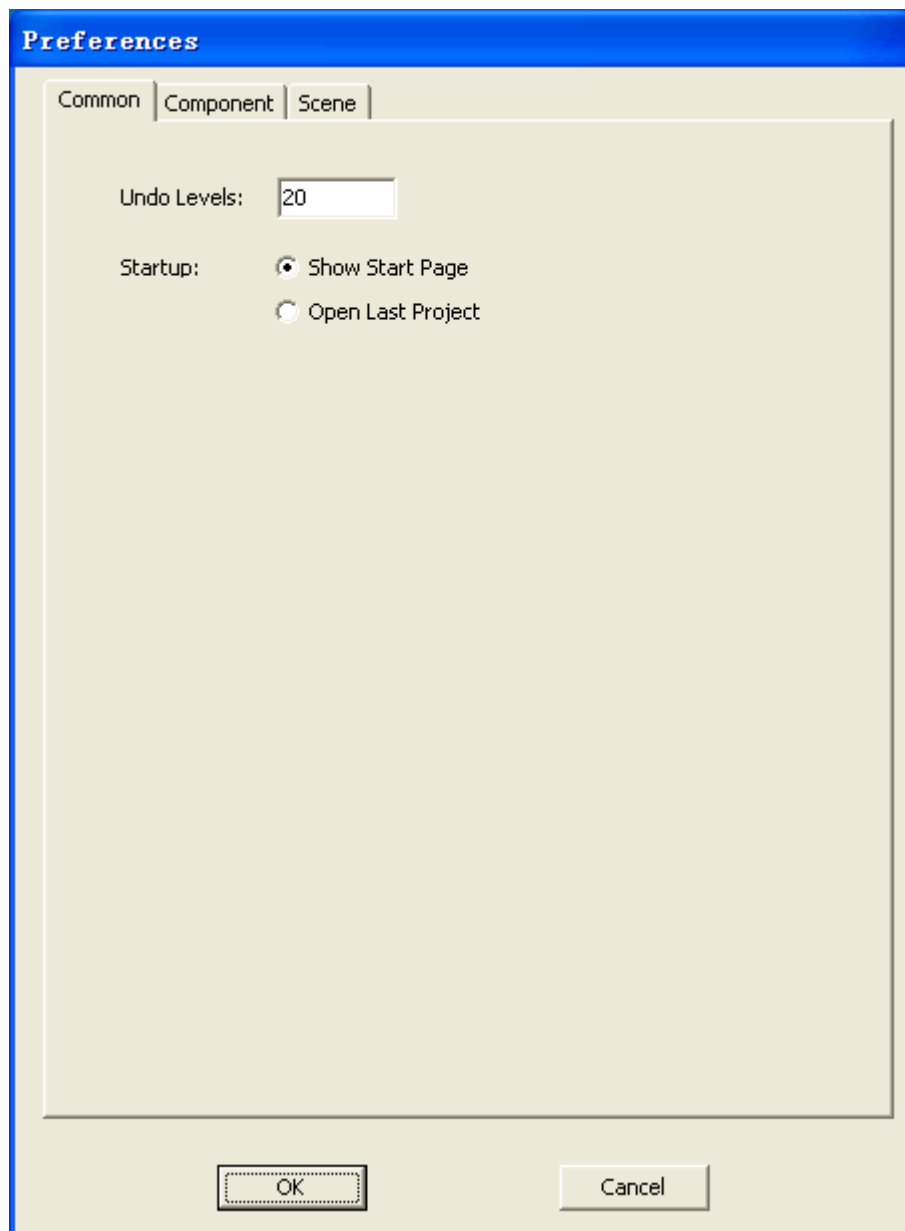 Preferences
Common Component Scene
Undo Levels: 20
Startup: Show Start Page
Open Last Project
OK Cancel